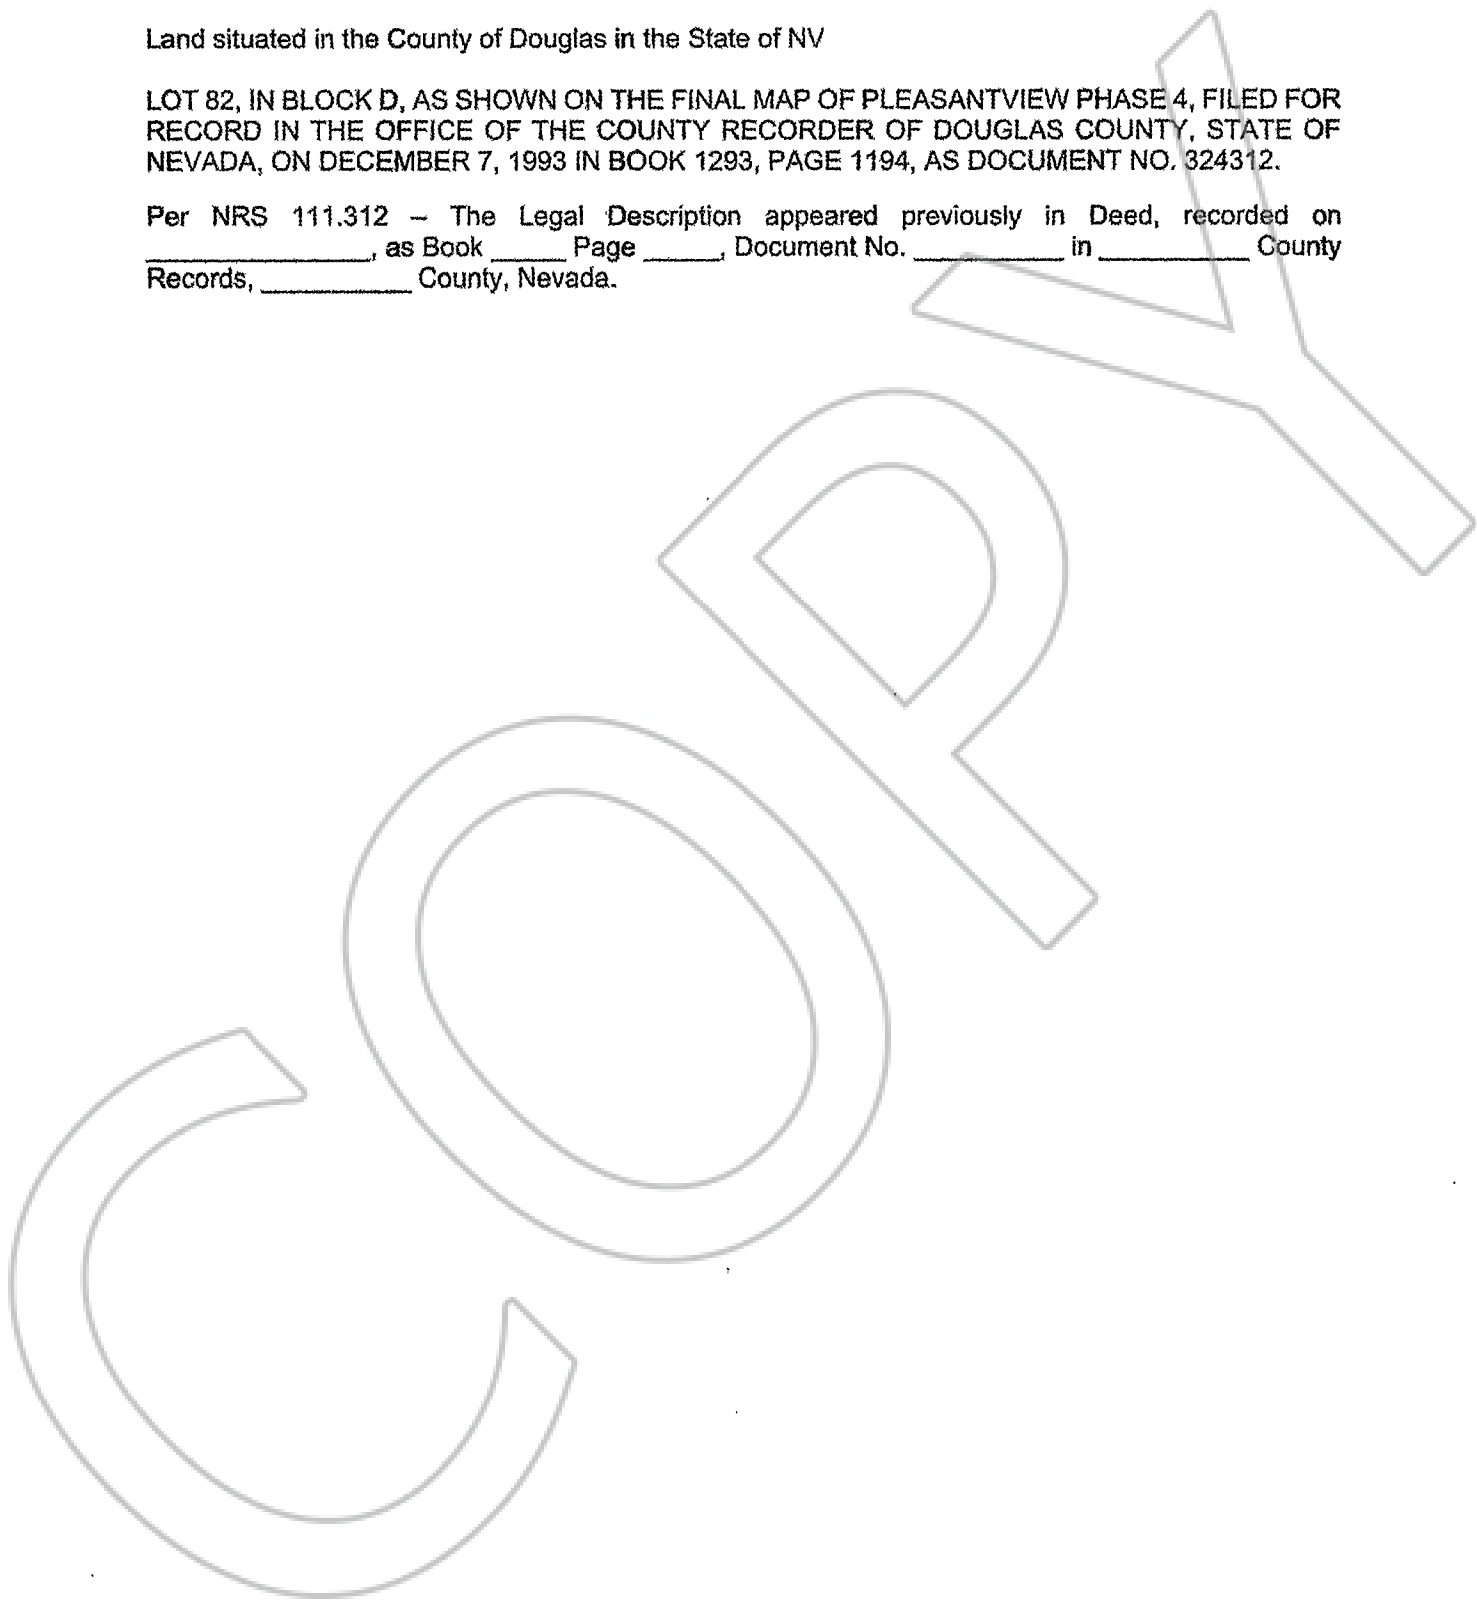 Land situated in the County of Douglas in the State of NV
LOT 82, IN BLOCK D, AS SHOWN ON THE FINAL MAP OF PLEASANTVIEW PHASE 4, FILED FOR
RECORD IN THE OFFICE OF THE COUNTY RECORDER OF DOUGLAS COUNTY, STATE OF
NEVADA, ON DECEMBER 7, 1993 IN BOOK 1293, PAGE 1194, AS DOCUMENT NO. 324312.
Per NRS 111.312 – The Legal Description appeared previously in Deed, recorded on
_______________, as Book _____ Page _____, Document No. __________ in __________ County
Records, __________ County, Nevada.
COPY